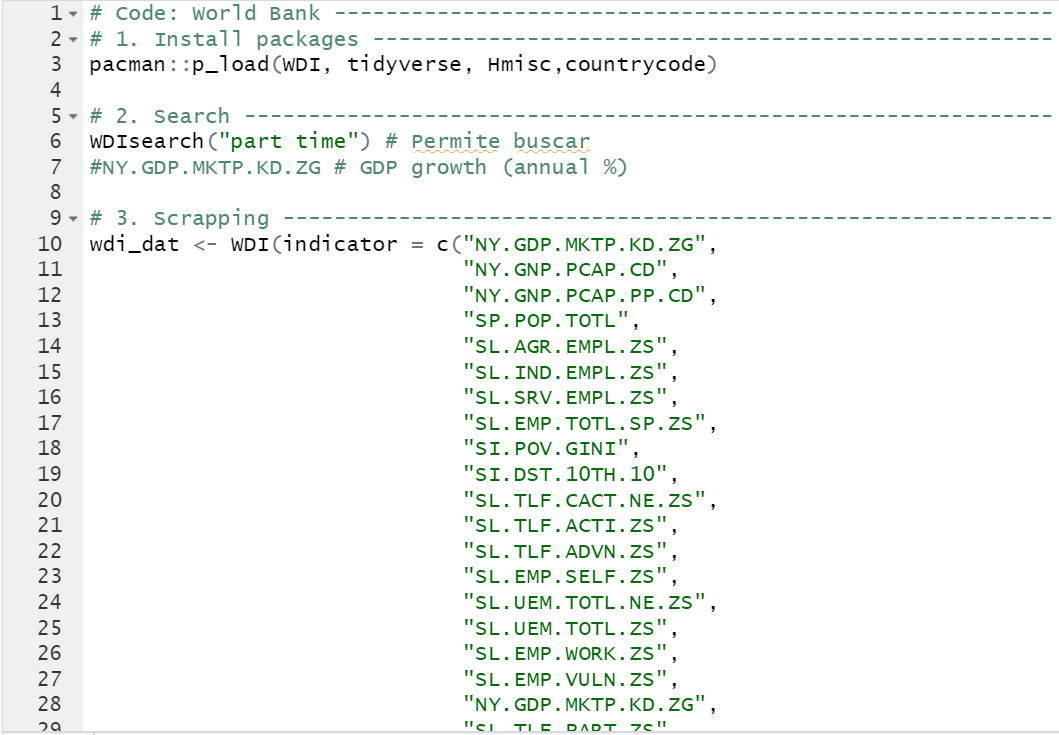 1 # Code: World Bank --------------------------------------------------------
2 # 1. Install packages -----------------------------------------------------
3 pacman::p_load(WDI, tidyverse, Hmisc,countrycode)
4
5 # 2. Search ---------------------------------------------------------------
6 WDIsearch("part time") # Permite buscar
7 #NY.GDP.MKTP.KD.ZG # GDP growth (annual %)
8
9 # 3. Scrapping ------------------------------------------------------------
10 wdi_dat <- WDI(indicator = c("NY.GDP.MKTP.KD.ZG",
11 "NY.GNP.PCAP.CD",
12 "NY.GNP.PCAP.PP.CD",
13 "SP.POP.TOTL",
14 "SL.AGR.EMPL.ZS",
15 "SL.IND.EMPL.ZS",
16 "SL.SRV.EMPL.ZS",
17 "SL.EMP.TOTL.SP.ZS",
18 "SI.POV.GINI",
19 "SI.DST.10TH.10",
20 "SL.TLF.CACT.NE.ZS",
21 "SL.TLF.ACTI.ZS",
22 "SL.TLF.ADVN.ZS",
23 "SL.EMP.SELF.ZS",
24 "SL.UEM.TOTL.NE.ZS",
25 "SL.UEM.TOTL.ZS",
26 "SL.EMP.WORK.ZS",
27 "SL.EMP.VULN.ZS",
28 "NY.GDP.MKTP.KD.ZG",
29 "SL.TLF.PART.ZS"